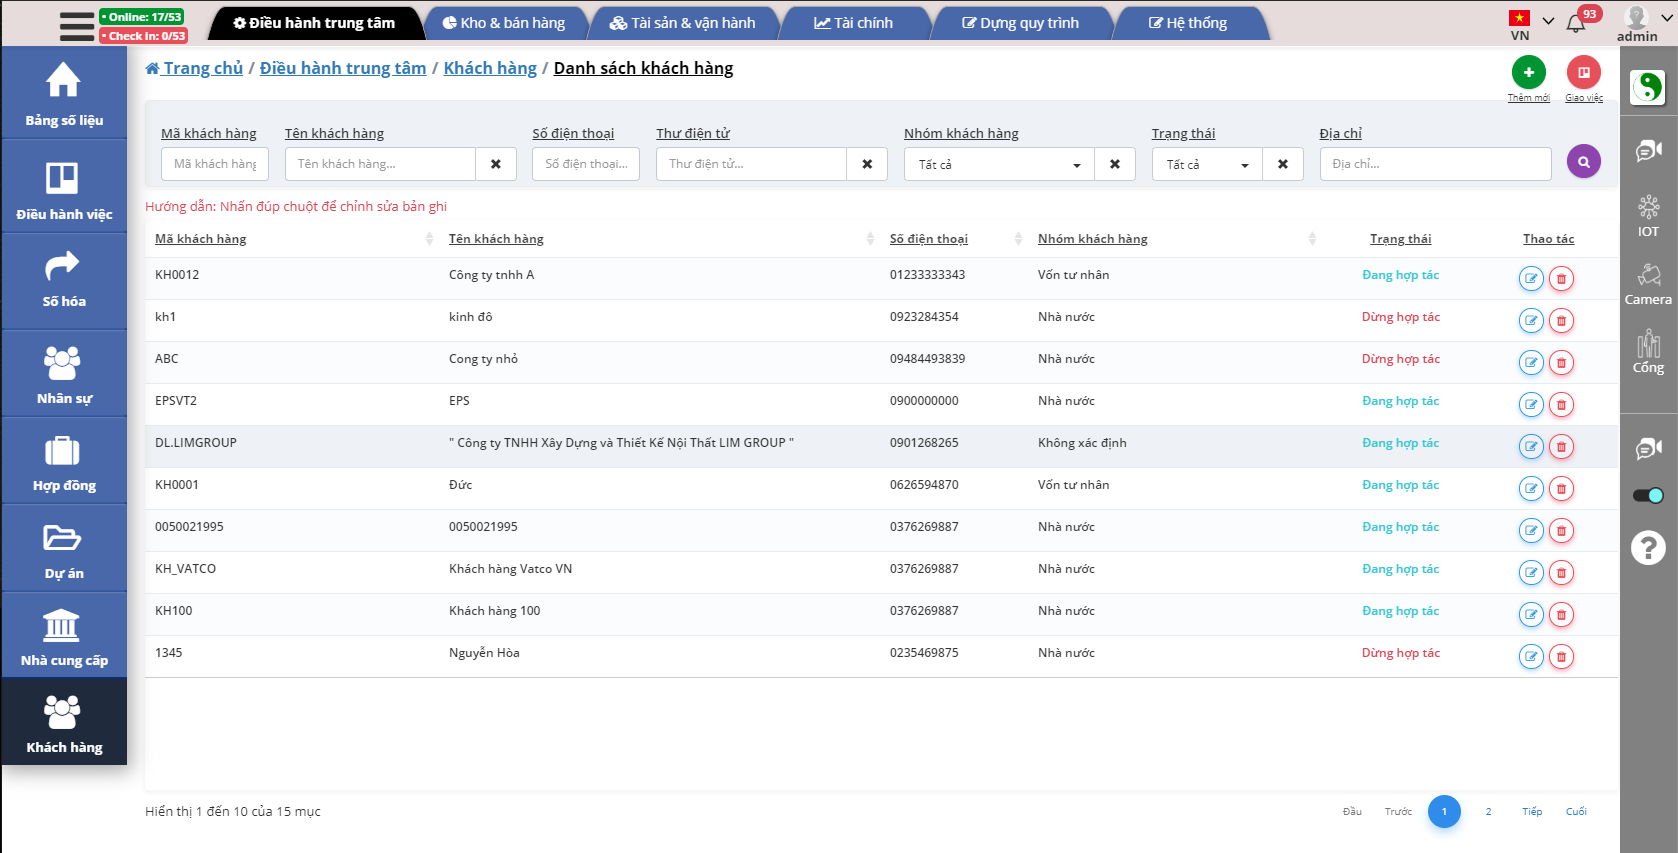 • Online: 17/53
• Check in: 0/53
Điều hành trung tâm
Kho & bán hàng
Tài sản & vận hành
Tài chính
Dựng quy trình
Hệ thống
VN
93
admin
Bảng số liệu
Điều hành việc
Số hóa
Nhân sự
Hợp đồng
Dự án
Nhà cung cấp
Khách hàng
Trang chủ / Điều hành trung tâm / Khách hàng / Danh sách khách hàng
Thêm mới
Giao việc
Mã khách hàng Tên khách hàng Số điện thoại Thư điện tử Nhóm khách hàng Trạng thái Địa chỉ
Mã khách hàng Tên khách hàng... Số điện thoại... Thư điện tử... Tất cả Tất cả Địa chỉ...
Hướng dẫn: Nhấn đúp chuột để chỉnh sửa bản ghi
Mã khách hàng Tên khách hàng Số điện thoại Nhóm khách hàng Trạng thái Thao tác
KH0012 Công ty tnhh A 01233333343 Vốn tư nhân Đang hợp tác
kh1 kinh đô 0923284354 Nhà nước Dừng hợp tác
ABC Cong ty nhỏ 09484493839 Nhà nước Dừng hợp tác
EPSVT2 EPS 0900000000 Nhà nước Đang hợp tác
DL.LIMGROUP " Công ty TNHH Xây Dựng và Thiết Kế Nội Thất LIM GROUP " 0901268265 Không xác định Đang hợp tác
KH0001 Đức 0626594870 Vốn tư nhân Đang hợp tác
0050021995 0050021995 0376269887 Nhà nước Đang hợp tác
KH_VATCO Khách hàng Vatco VN 0376269887 Nhà nước Đang hợp tác
KH100 Khách hàng 100 0376269887 Nhà nước Đang hợp tác
1345 Nguyễn Hòa 0235469875 Nhà nước Dừng hợp tác
Hiển thị 1 đến 10 của 15 mục
Đầu Trước 1 2 Tiếp Cuối
IOT
Camera
Cổng